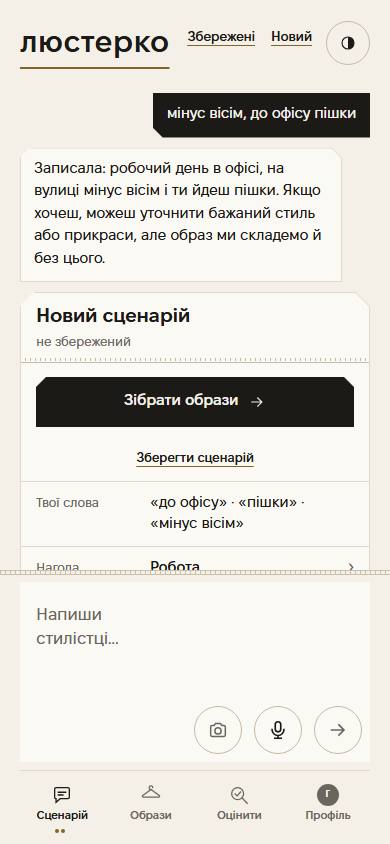 люстерко
Збережені
Новий
мінус вісім, до офісу пішки
Записала: робочий день в офісі, на
вулиці мінус вісім і ти йдеш пішки. Якщо
хочеш, можеш уточнити бажаний стиль
або прикраси, але образ ми складемо й
без цього.
Новий сценарій
не збережений
Зібрати образи →
Зберегти сценарій
Твої слова
«до офісу» · «пішки» ·
«мінус вісім»
Нагода
Робота
Напиши
стилістці...
Сценарій
Образи
Оцінити
Г
Профіль